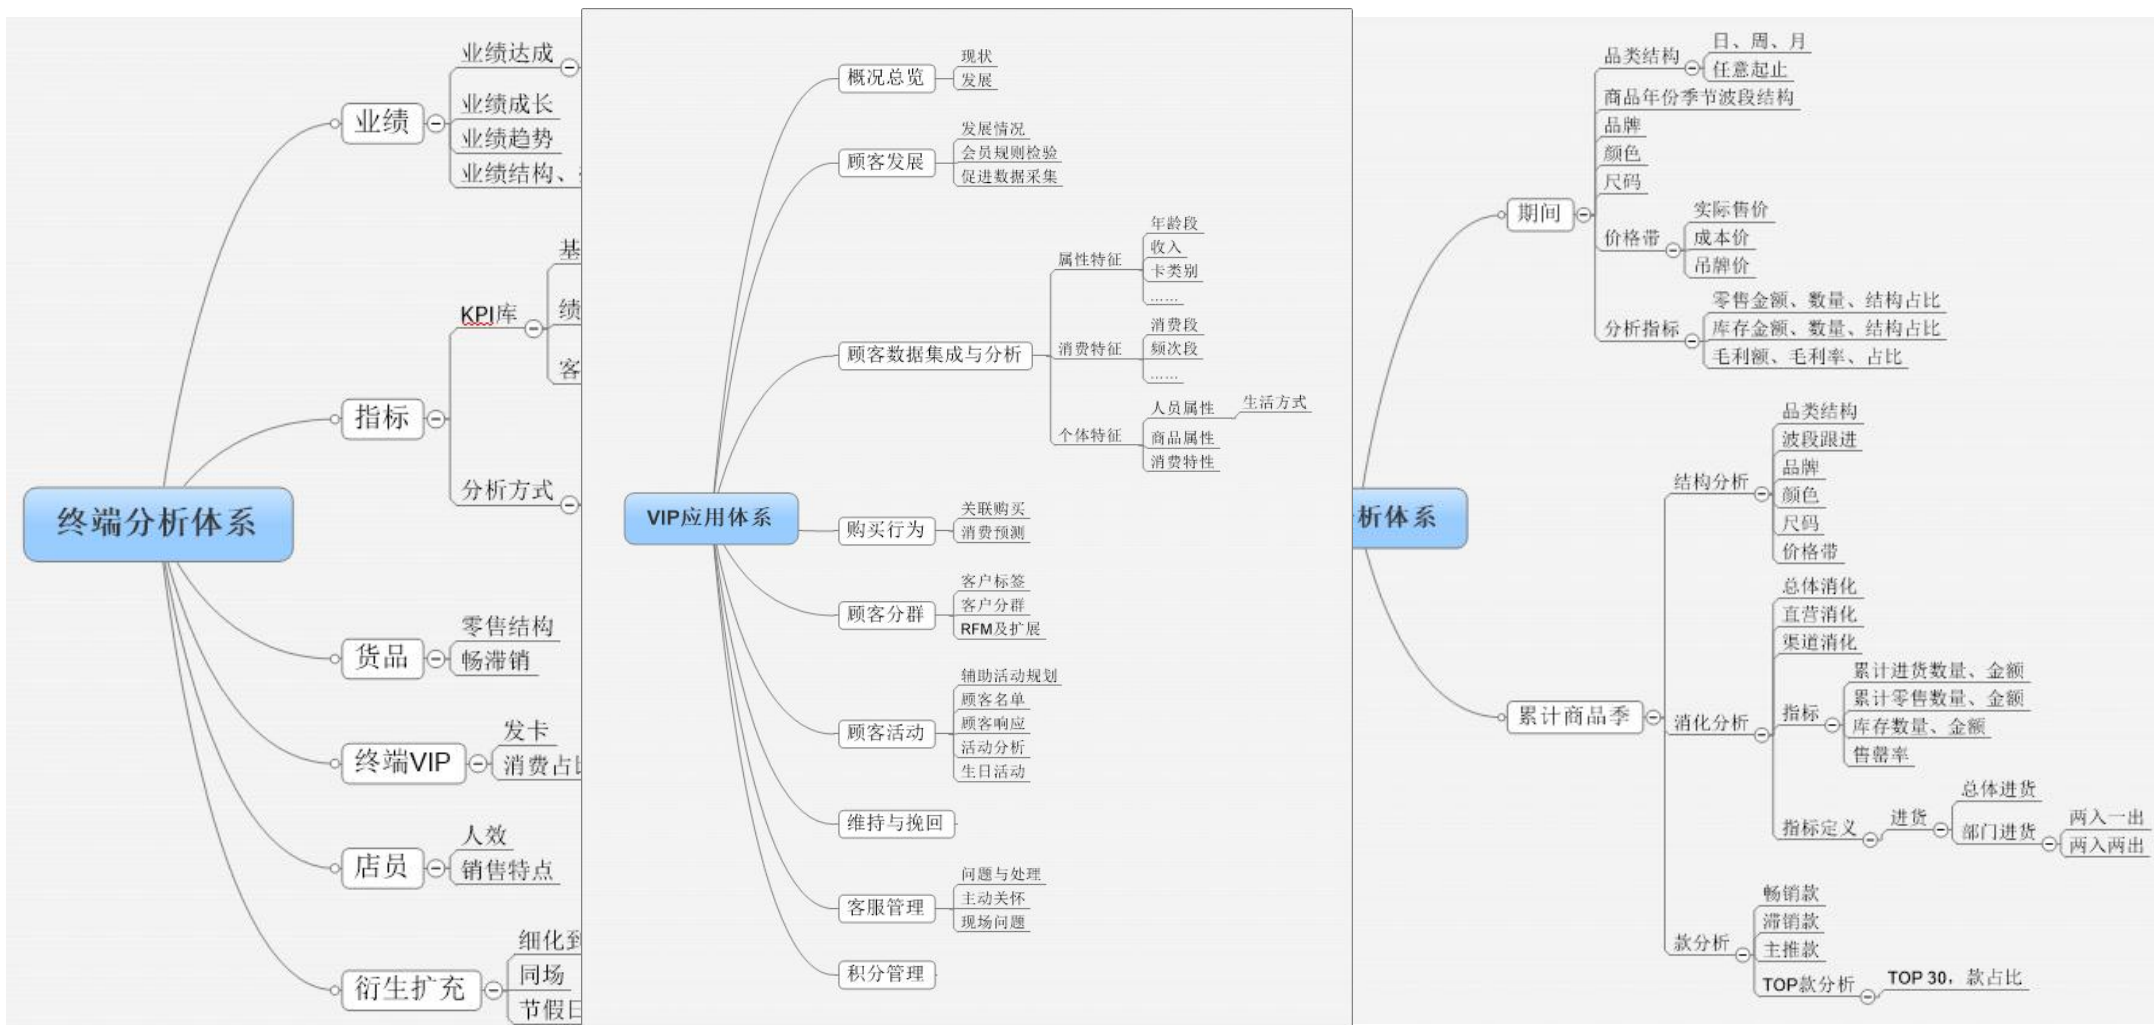 终端分析体系
业绩
业绩达成
业绩成长
业绩趋势
业绩结构、
指标
KPI库
基
绩
客
分析方式
货品
零售结构
畅滞销
终端VIP
发卡
消费占
店员
人效
销售特点
衍生扩充
细化到
同场
节假日
VIP应用体系
概况总览
现状
发展
顾客发展
发展情况
会员规则检验
促进数据采集
顾客数据集成与分析
属性特征
年龄段
收入
卡类别
......
消费特征
消费段
频次段
......
个体特征
人员属性
生活方式
商品属性
消费特性
购买行为
关联购买
消费预测
顾客分群
客户标签
客户分群
RFM及扩展
顾客活动
辅助活动规划
顾客名单
顾客响应
活动分析
生日活动
维持与挽回
客服管理
问题与处理
主动关怀
现场问题
积分管理
析体系
期间
品类结构
日、周、月
任意起止
商品年份季节波段结构
品牌
颜色
尺码
价格带
实际售价
成本价
吊牌价
分析指标
零售金额、数量、结构占比
库存金额、数量、结构占比
毛利额、毛利率、占比
累计商品季
结构分析
品类结构
波段跟进
品牌
颜色
尺码
价格带
消化分析
总体消化
直营消化
渠道消化
指标
累计进货数量、金额
累计零售数量、金额
库存数量、金额
售罄率
指标定义
进货
总体进货
部门进货
两入一出
两入两出
款分析
畅销款
滞销款
主推款
TOP款分析
TOP 30，款占比